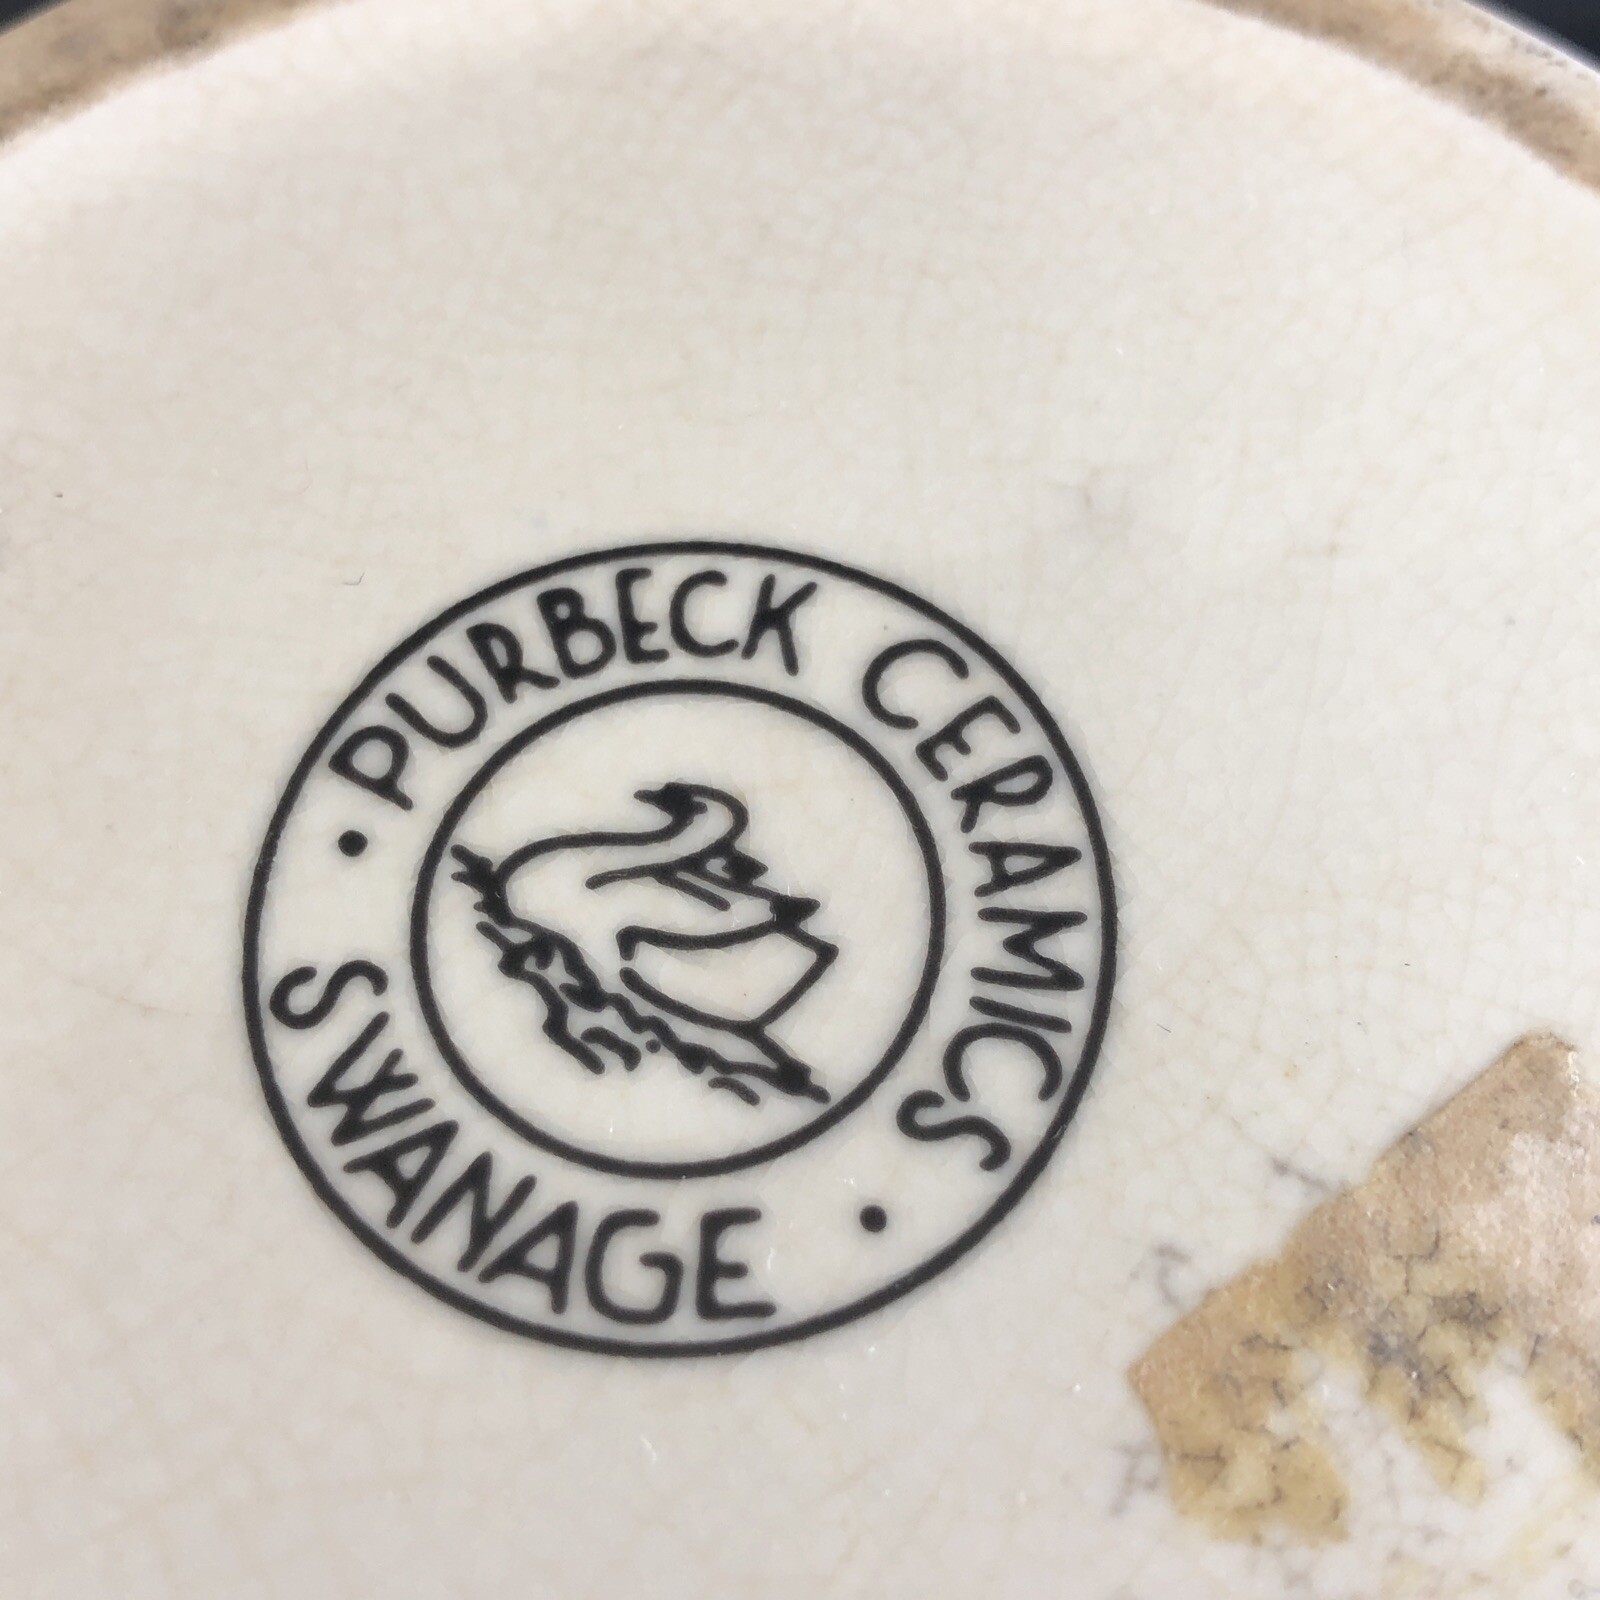 • PURBECK CERAMICS •
SWANAGE